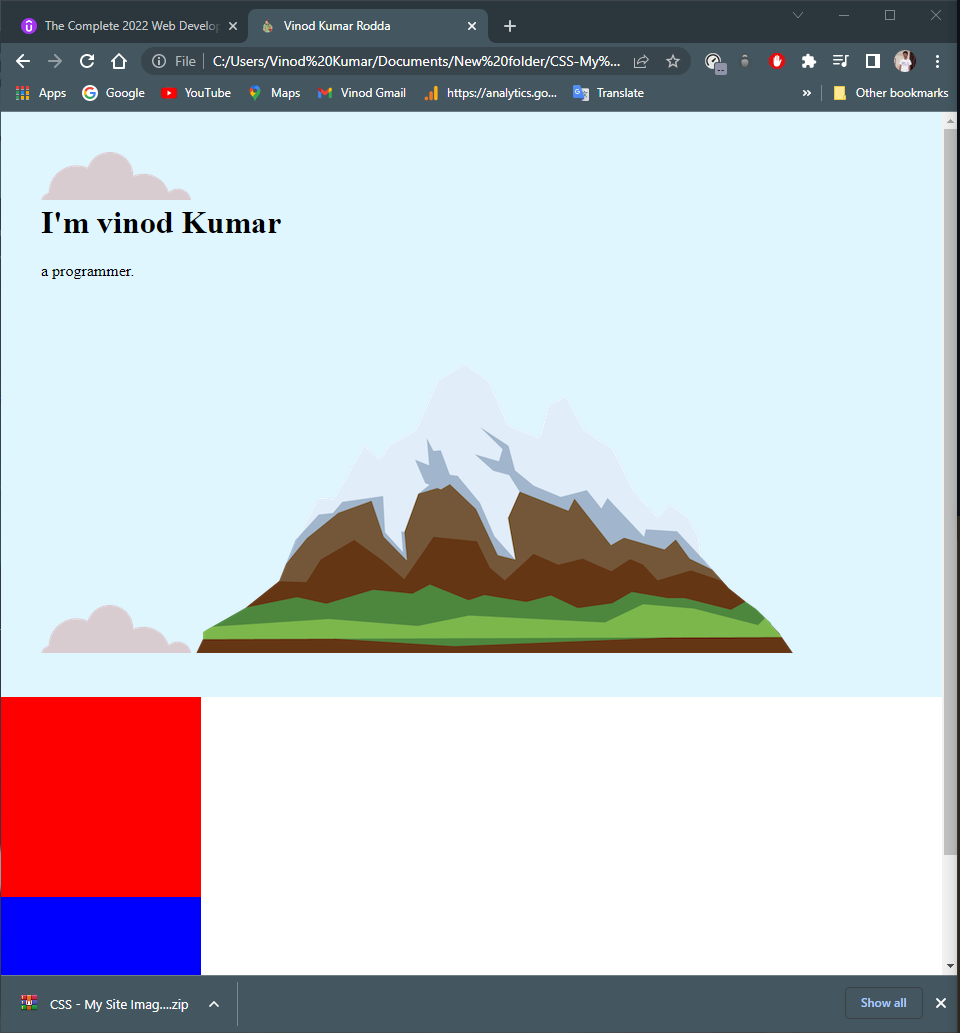 The Complete 2022 Web Develop
Vinod Kumar Rodda
File
C:/Users/Vinod%20Kumar/Documents/New%20folder/CSS-My%...
Apps
Google
YouTube
Maps
Vinod Gmail
https://analytics.go...
Translate
»
Other bookmarks
I'm vinod Kumar
a programmer.
CSS - My Site Imag....zip
Show all